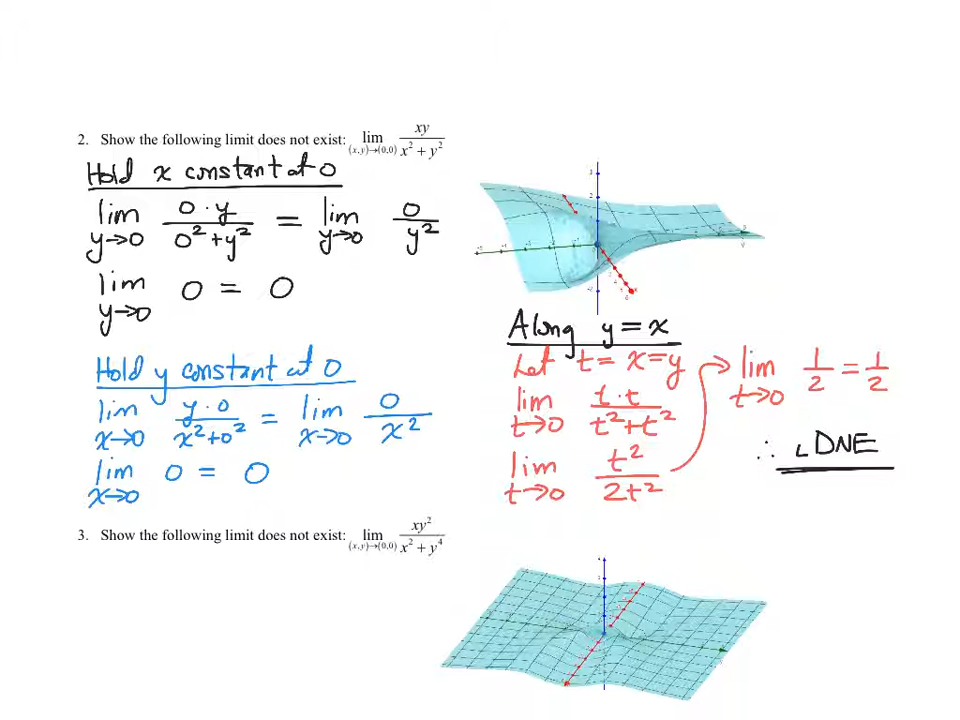 2. Show the following limit does not exist: lim (x,y)→(0,0) xy / x² + y²
Hold x constant at 0
lim y→0 0·y / 0²+y² = lim y→0 0 / y²
lim y→0 0 = 0
Hold y constant at 0
lim x→0 y·0 / x²+0² = lim x→0 0 / x²
lim x→0 0 = 0
Along y = x
Let t = x = y
lim t→0 t·t / t²+t²
lim t→0 t² / 2t²
lim t→0 1/2 = 1/2
∴ L DNE
3. Show the following limit does not exist: lim (x,y)→(0,0) xy² / x² + y⁴